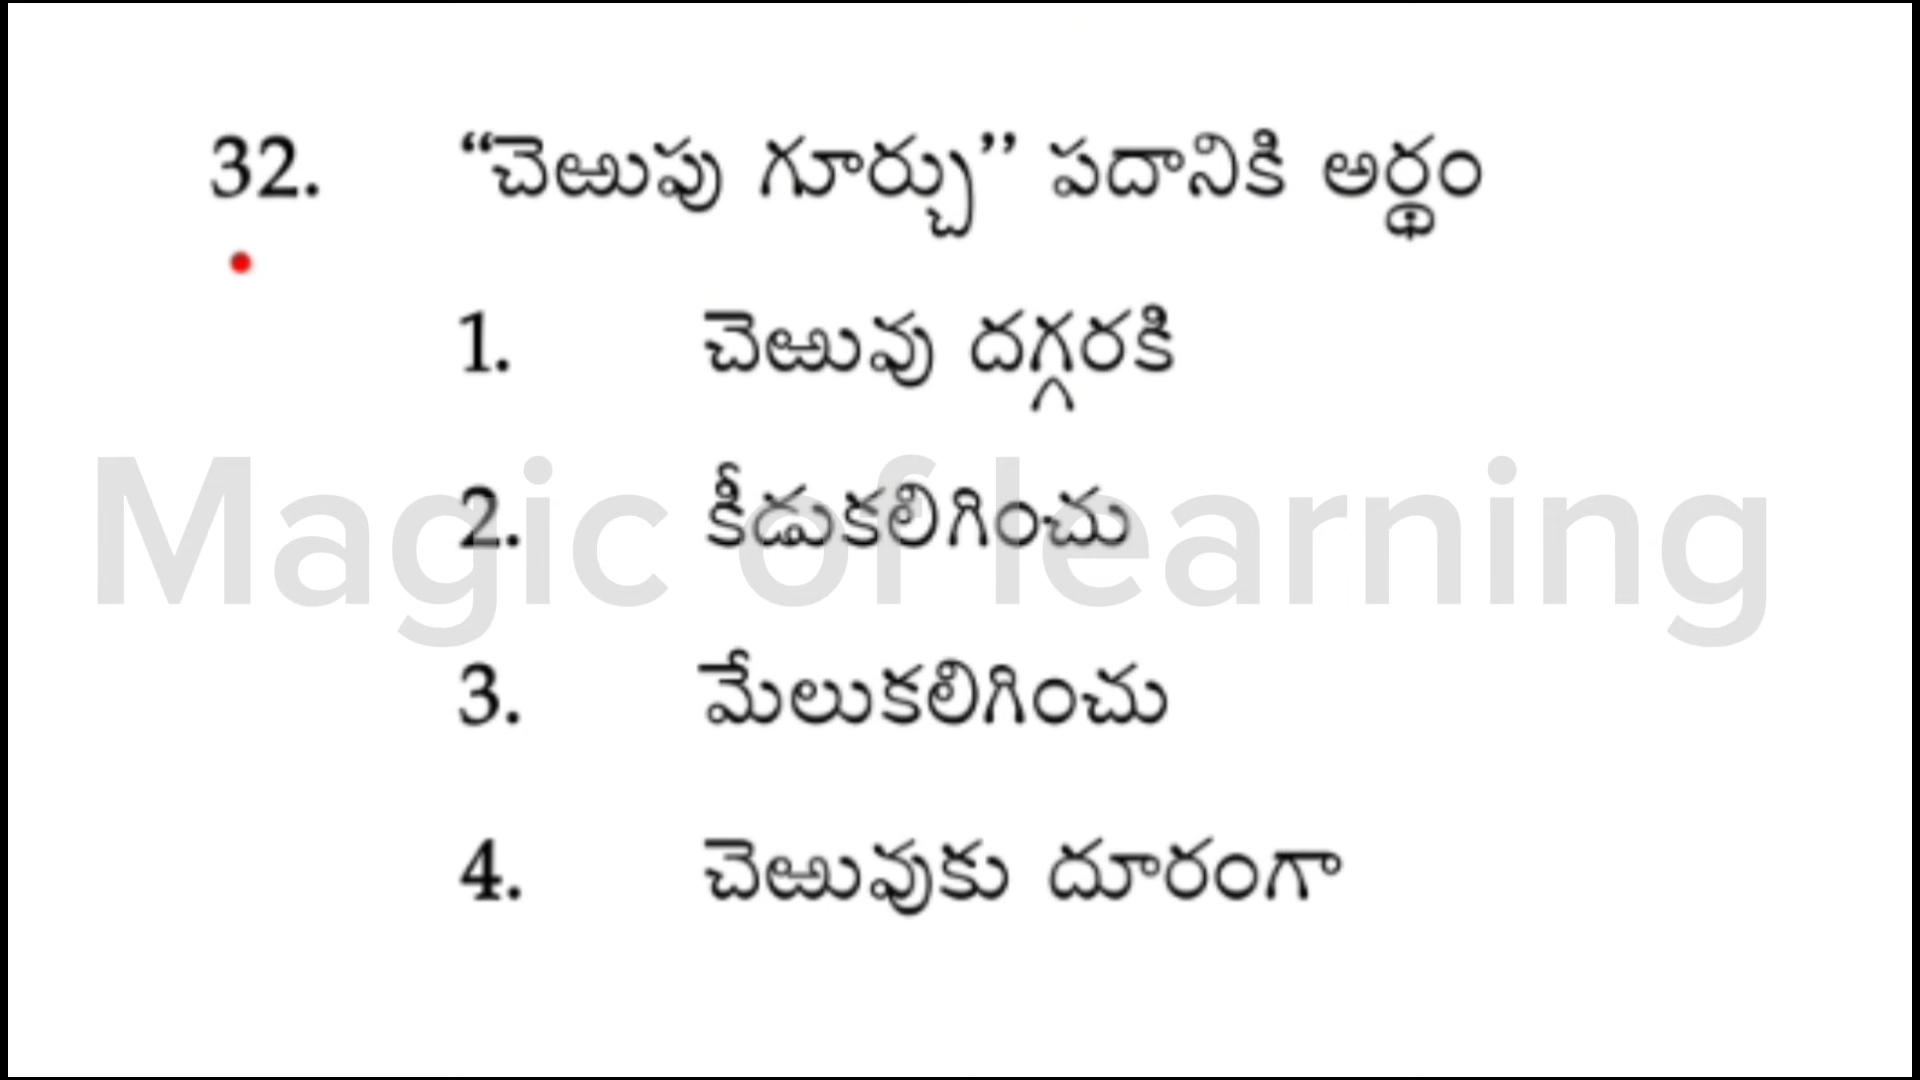 32. “చెఱుపు గూర్చు” పదానికి అర్థం
1. చెఱువు దగ్గరకి
2. కీడుకలిగించు
Magic of learning
3. మేలుకలిగించు
4. చెఱువుకు దూరంగా